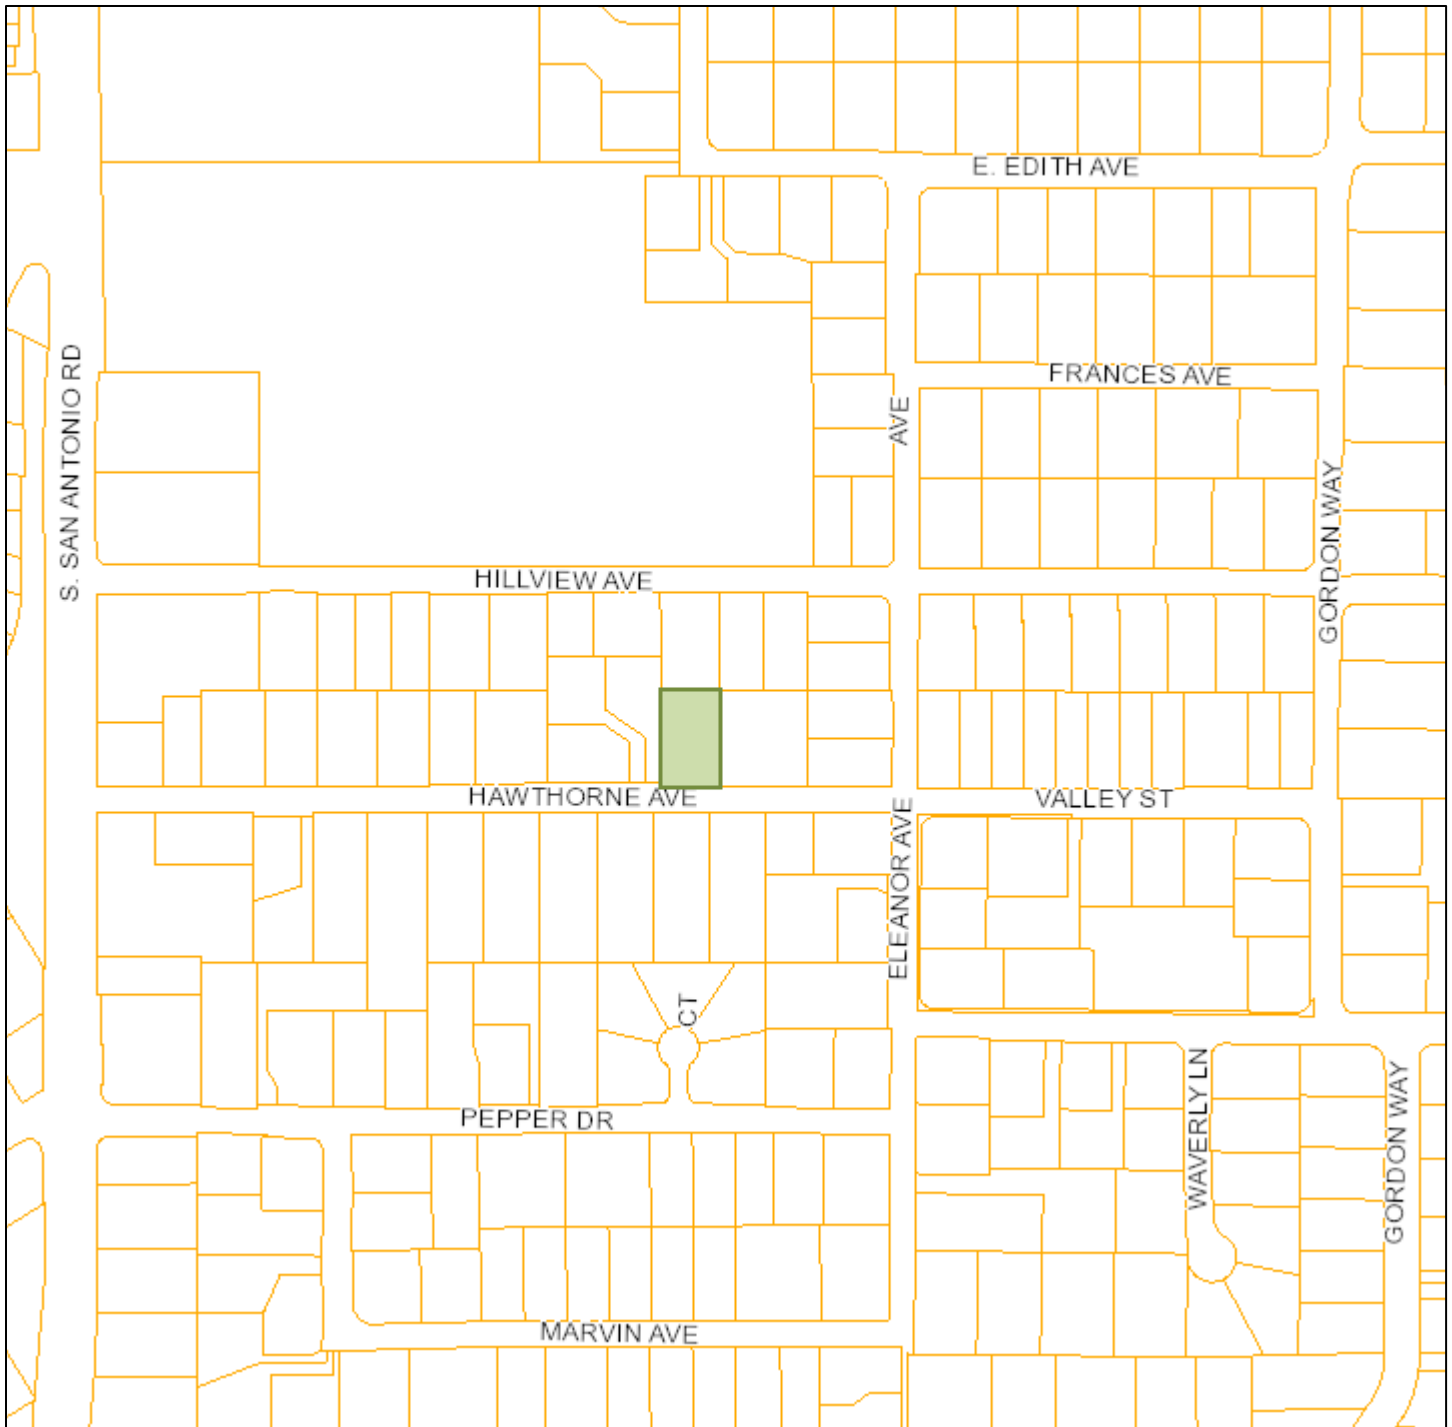 E. EDITH AVE
FRANCES AVE
S. SAN ANTONIO RD
AVE
GORDON WAY
HILLVIEW AVE
HAWTHORNE AVE
VALLEY ST
ELEANOR AVE
CT
PEPPER DR
WAVERLY LN
GORDON WAY
MARVIN AVE